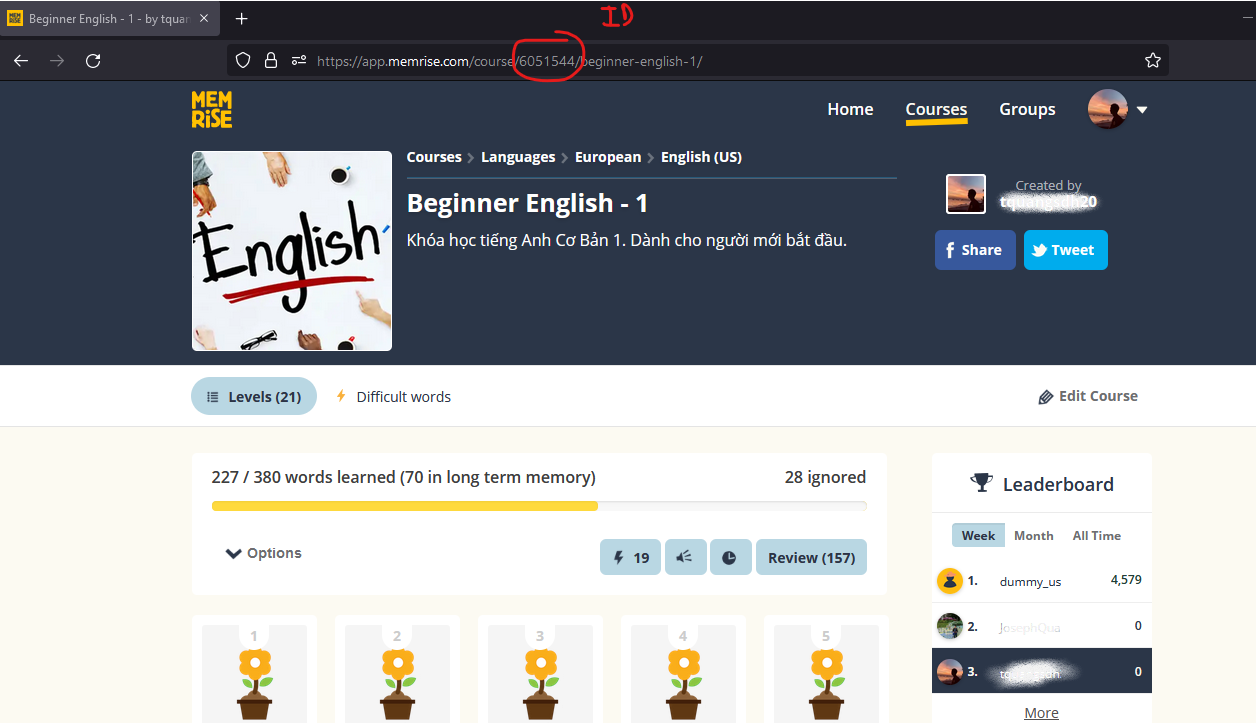 ID
Beginner English - 1 - by tquan
https://app.memrise.com/course/6051544/beginner-english-1/
MEM
RiSE
Home
Courses
Groups
Courses
Languages
European
English (US)
English
Beginner English - 1
Khóa học tiếng Anh Cơ Bản 1. Dành cho người mới bắt đầu.
Created by
Share
Tweet
Levels (21)
Difficult words
Edit Course
227 / 380 words learned (70 in long term memory)
28 ignored
Options
19
Review (157)
Leaderboard
Week
Month
All Time
1.
dummy_us
4,579
2.
JosephQua
0
3.
0
More
1
2
3
4
5